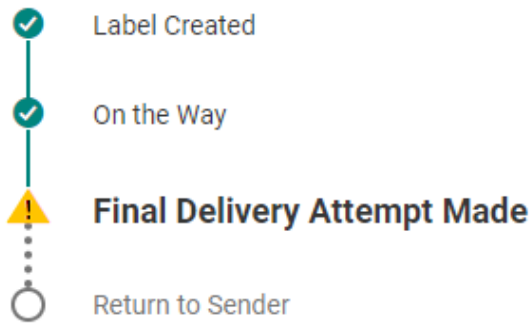 Label Created
On the Way
Final Delivery Attempt Made
Return to Sender